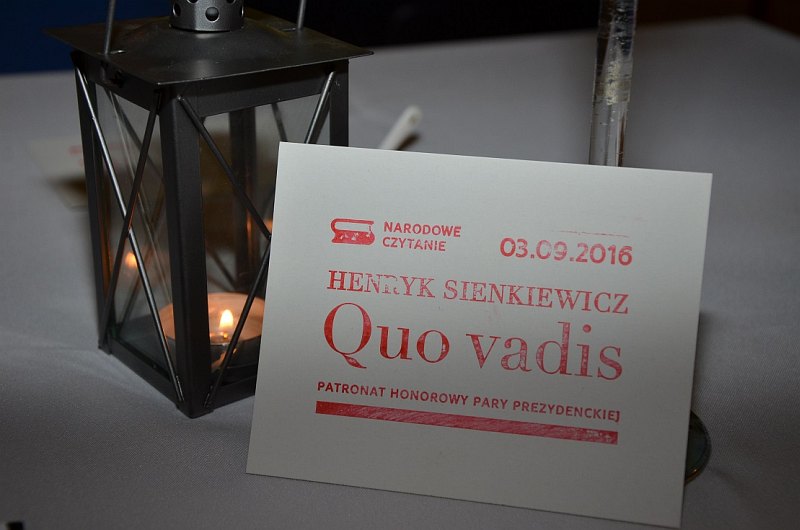 NARODOWE
CZYTANIE
03.09.2016
HENRYK SIENKIEWICZ
Quo vadis
PATRONAT HONOROWY PARY PREZYDENCKIEJ